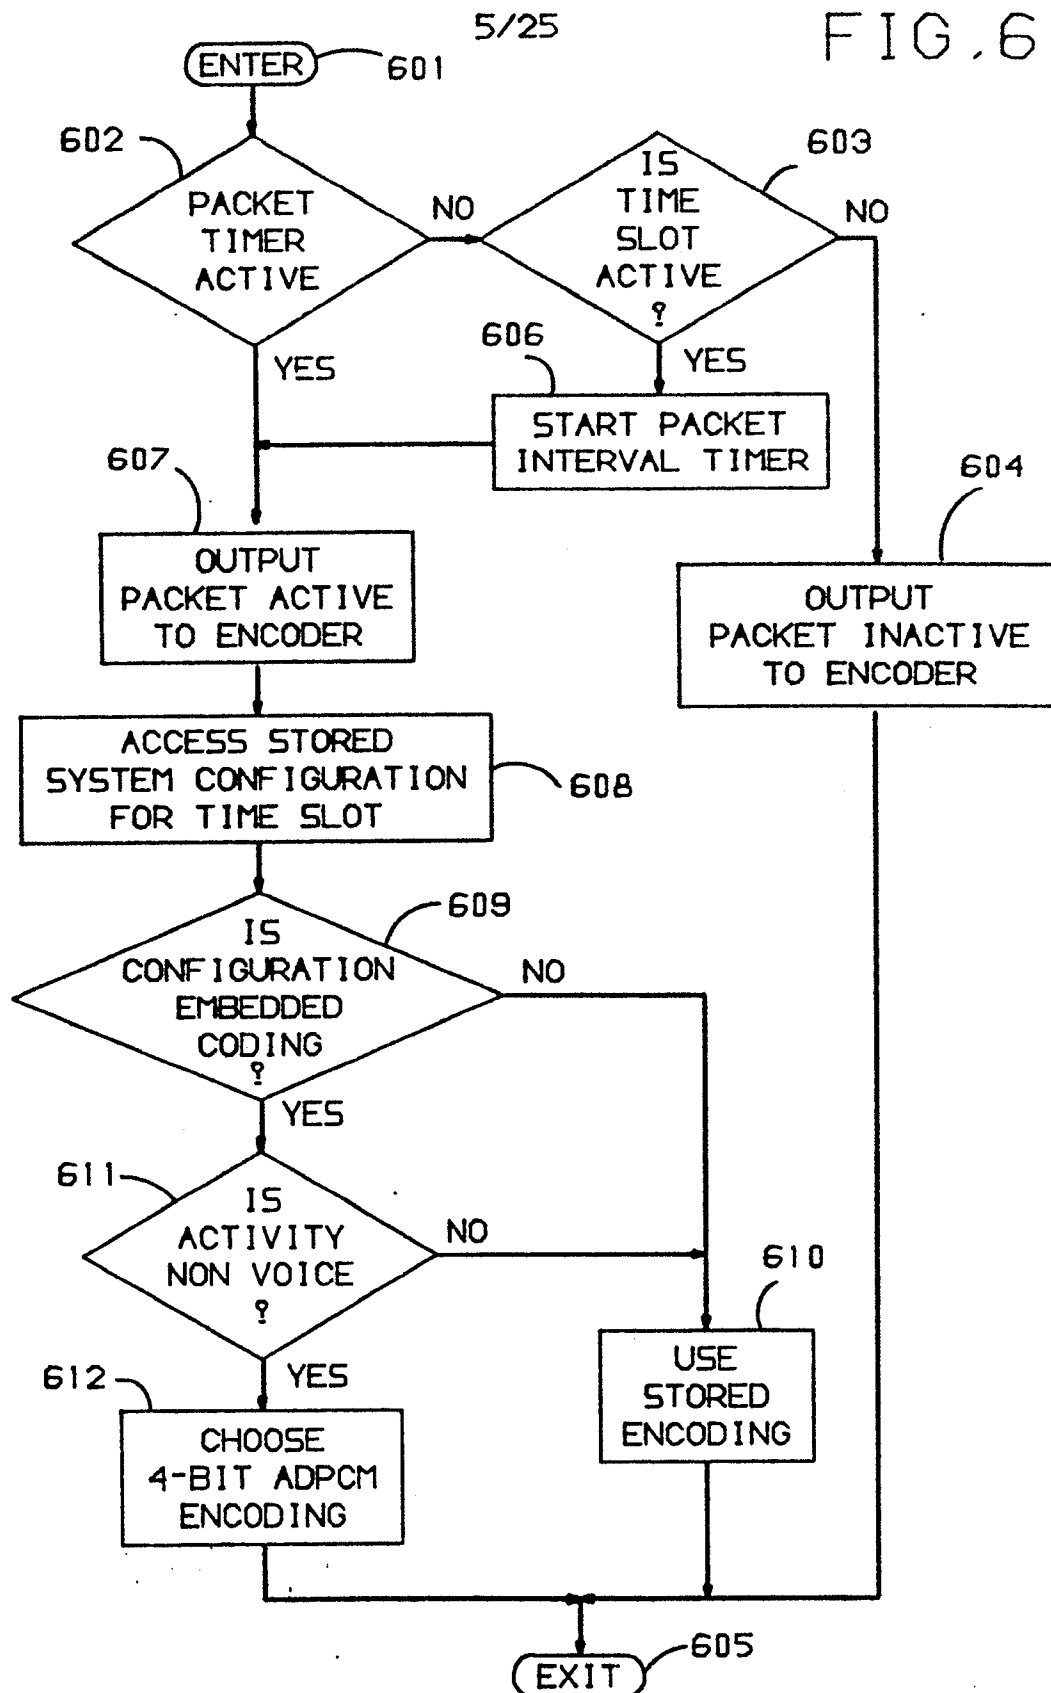 5/25
FIG.6
ENTER
601
602
PACKET
TIMER
ACTIVE
NO
YES
603
IS
TIME
SLOT
ACTIVE
?
NO
YES
606
START PACKET
INTERVAL TIMER
607
OUTPUT
PACKET ACTIVE
TO ENCODER
604
OUTPUT
PACKET INACTIVE
TO ENCODER
ACCESS STORED
SYSTEM CONFIGURATION
FOR TIME SLOT
608
609
IS
CONFIGURATION
EMBEDDED
CODING
?
NO
YES
611
IS
ACTIVITY
NON VOICE
?
NO
YES
610
USE
STORED
ENCODING
612
CHOOSE
4-BIT ADPCM
ENCODING
EXIT
605